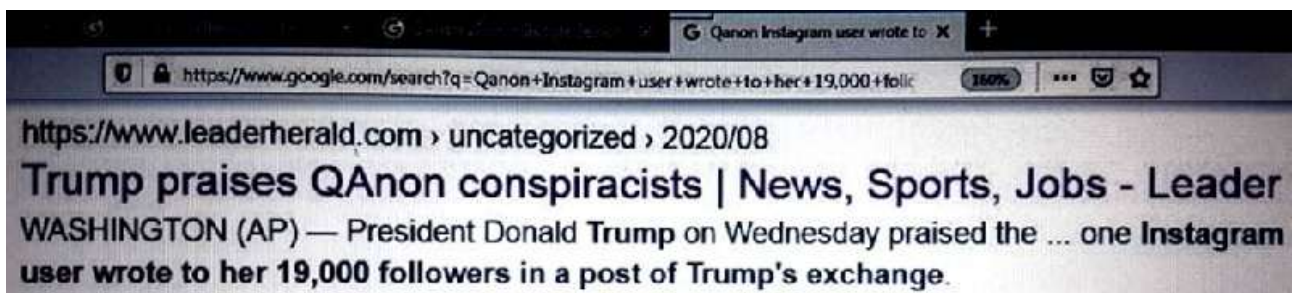 G Qanon Instagram user wrote to X +
https://www.google.com/search?q=Qanon+Instagram+user+wrote+to+her+19,000+follc 160% ...
https://www.leaderherald.com › uncategorized › 2020/08
Trump praises QAnon conspiracists | News, Sports, Jobs - Leader
WASHINGTON (AP) — President Donald Trump on Wednesday praised the ... one Instagram
user wrote to her 19,000 followers in a post of Trump's exchange.